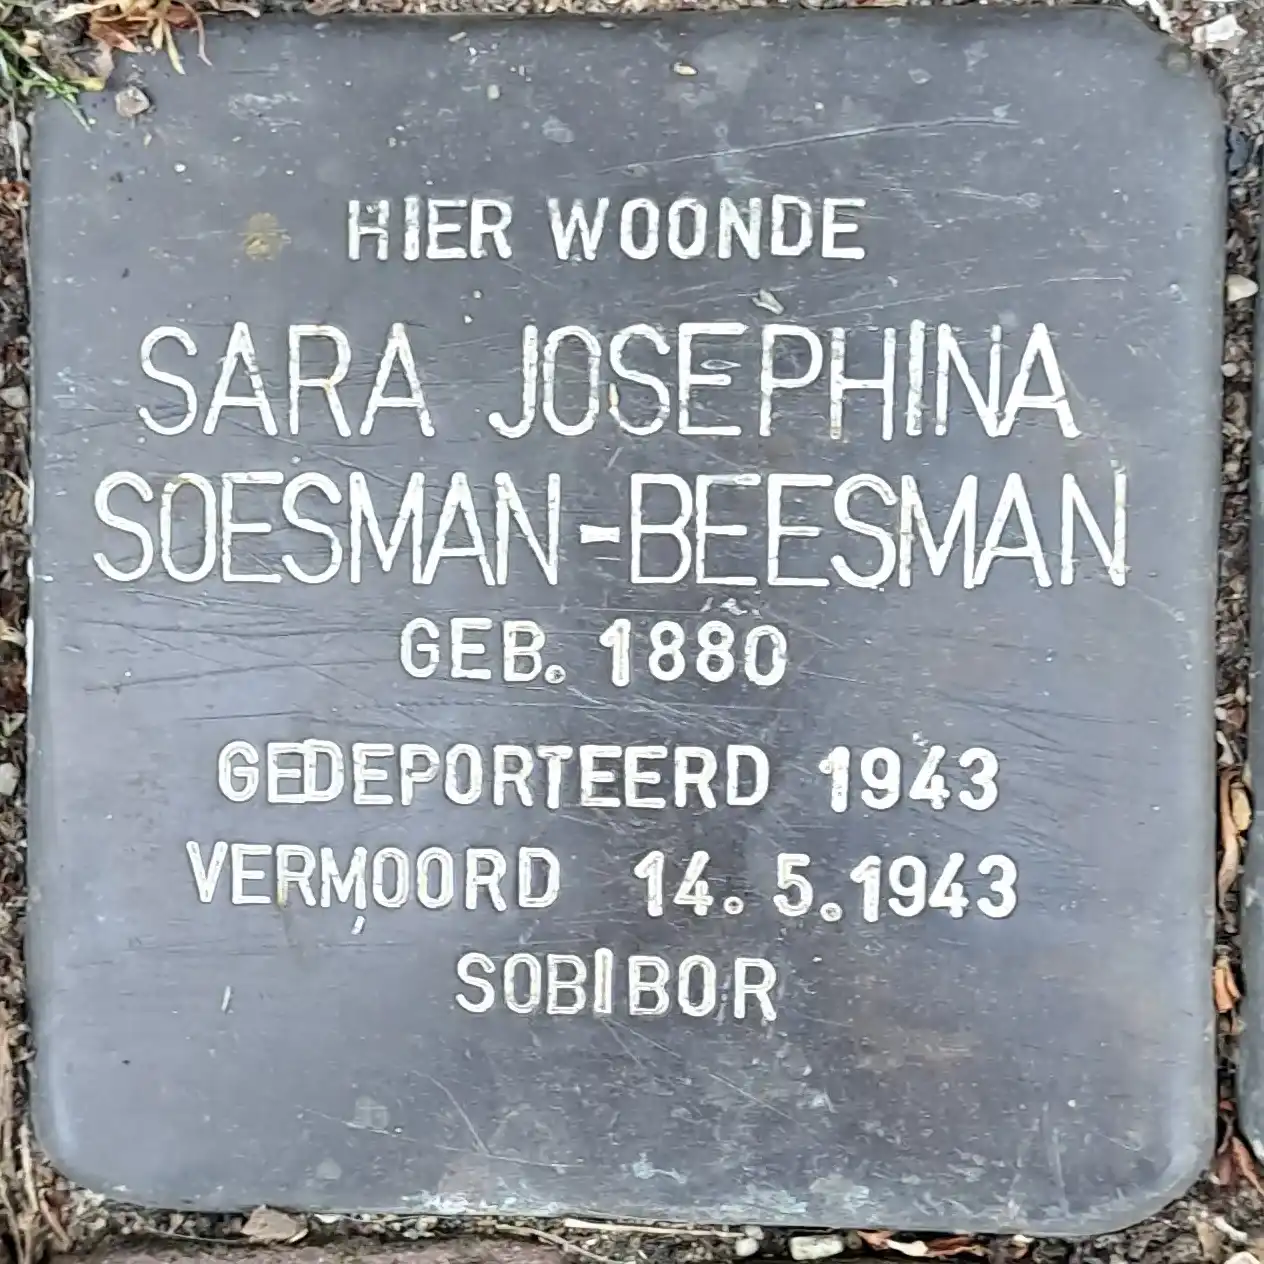 HIER WOONDE
SARA JOSEPHINA
SOESMAN-BEESMAN
GEB. 1880
GEDEPORTEERD 1943
VERMOORD 14.5.1943
SOBIBOR